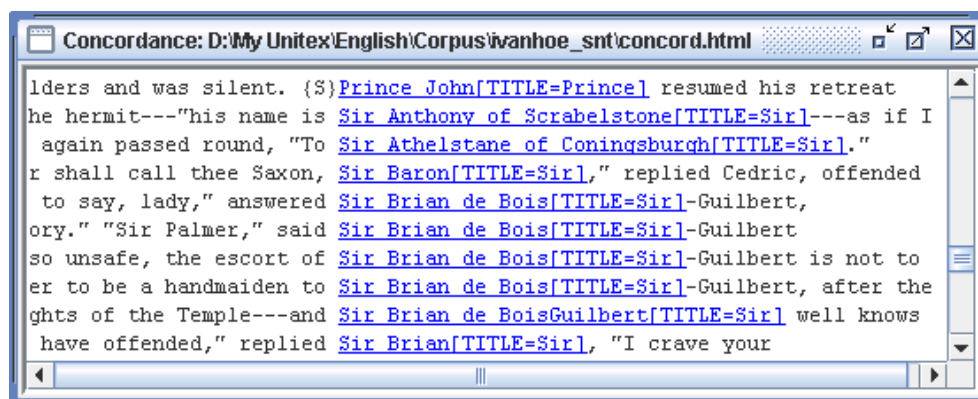 Concordance: D:\My Unitex\English\Corpus\ivanhoe_snt\concord.html
lders and was silent. {S}Prince John[TITLE=Prince] resumed his retreat
he hermit---"his name is Sir Anthony of Scrabelstone[TITLE=Sir]---as if I
again passed round, "To Sir Athelstane of Coningsburgh[TITLE=Sir]."
r shall call thee Saxon, Sir Baron[TITLE=Sir]," replied Cedric, offended
to say, lady," answered Sir Brian de Bois[TITLE=Sir]-Guilbert,
ory." "Sir Palmer," said Sir Brian de Bois[TITLE=Sir]-Guilbert
so unsafe, the escort of Sir Brian de Bois[TITLE=Sir]-Guilbert is not to
er to be a handmaiden to Sir Brian de Bois[TITLE=Sir]-Guilbert, after the
ghts of the Temple---and Sir Brian de BoisGuilbert[TITLE=Sir] well knows
have offended," replied Sir Brian[TITLE=Sir], "I crave your